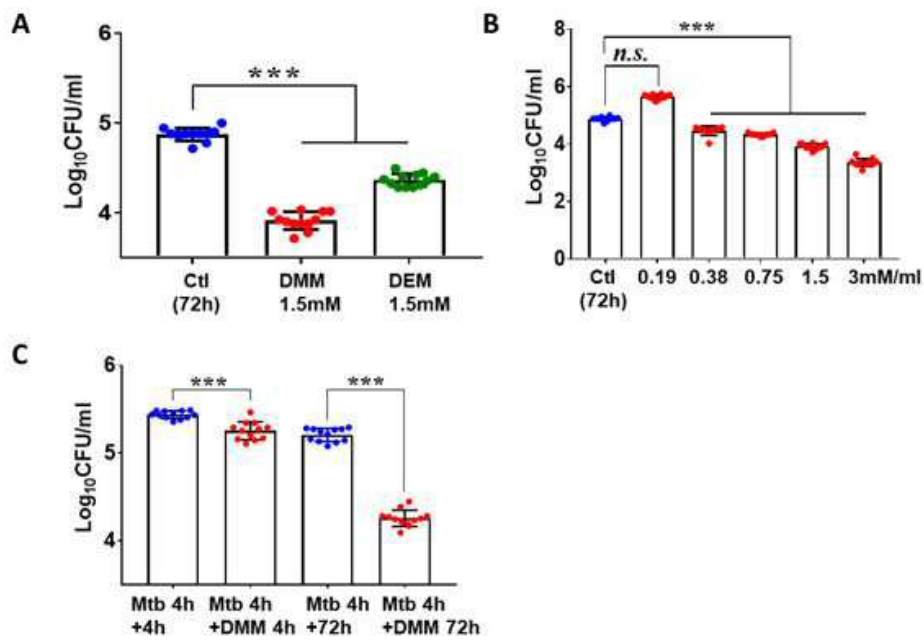 A
6
5
4
Log10CFU/ml
***
Ctl
(72h)
DMM
1.5mM
DEM
1.5mM
B
8
6
4
2
0
Log10CFU/ml
***
n.s.
Ctl
(72h)
0.19
0.38
0.75
1.5
3mM/ml
C
6
5
4
Log10CFU/ml
***
***
Mtb 4h
+4h
Mtb 4h
+DMM 4h
Mtb 4h
+72h
Mtb 4h
+DMM 72h